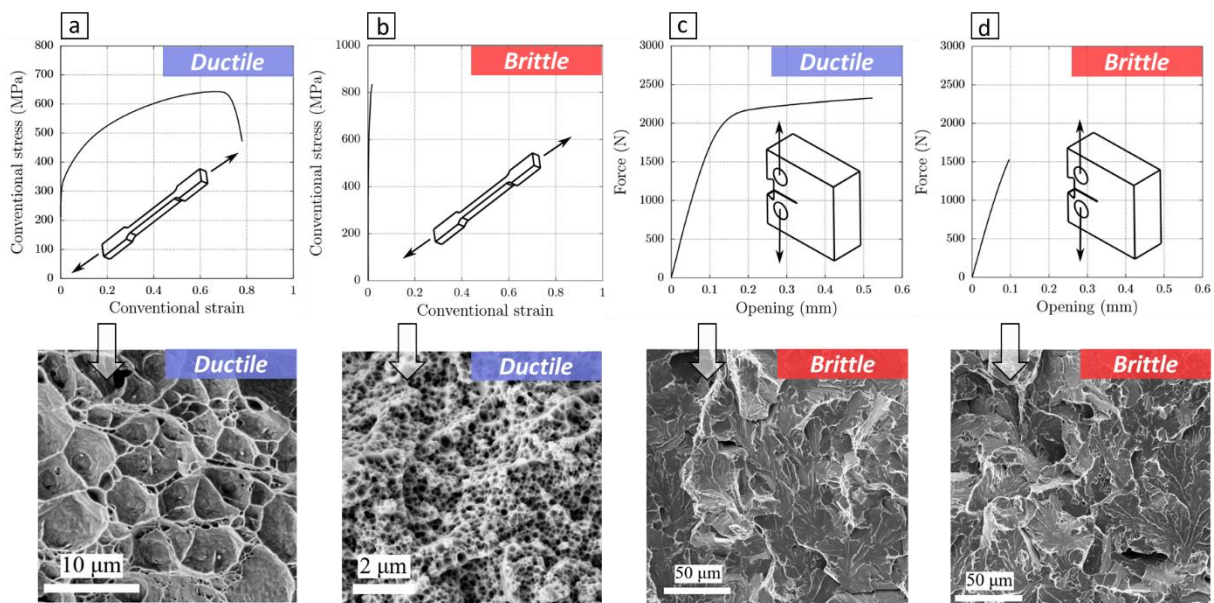 a
Ductile
800
700
600
500
400
300
200
100
0
Conventional stress (MPa)
0
0.2
0.4
0.6
0.8
1
Conventional strain
b
Brittle
1000
800
600
400
200
0
Conventional stress (MPa)
0
0.2
0.4
0.6
0.8
1
Conventional strain
c
Ductile
3000
2500
2000
1500
1000
500
0
Force (N)
0
0.1
0.2
0.3
0.4
0.5
0.6
Opening (mm)
d
Brittle
3000
2500
2000
1500
1000
500
0
Force (N)
0
0.1
0.2
0.3
0.4
0.5
0.6
Opening (mm)
Ductile
10 μm
Ductile
2 μm
Brittle
50 μm
Brittle
50 μm